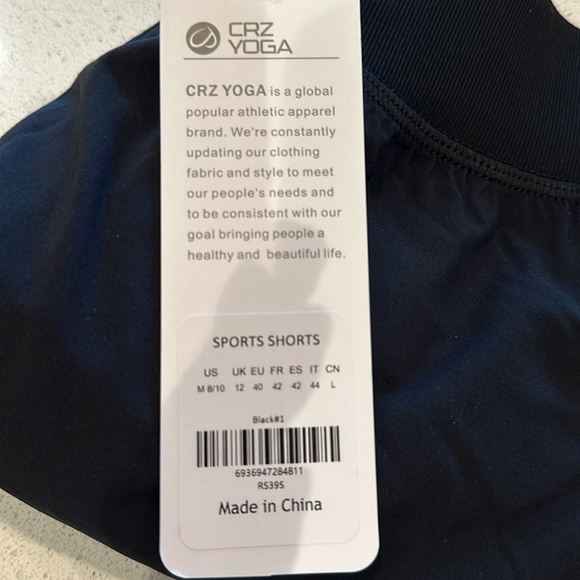 CRZ
YOGA
CRZ YOGA is a global
popular athletic apparel
brand. We're constantly
updating our clothing
fabric and style to meet
our people's needs and
to be consistent with our
goal bringing people a
healthy and beautiful life.
SPORTS SHORTS
US UK EU FR ES IT CN
M 8/10 12 40 42 42 44 L
Black#1
6936947284811
RS39S
Made in China